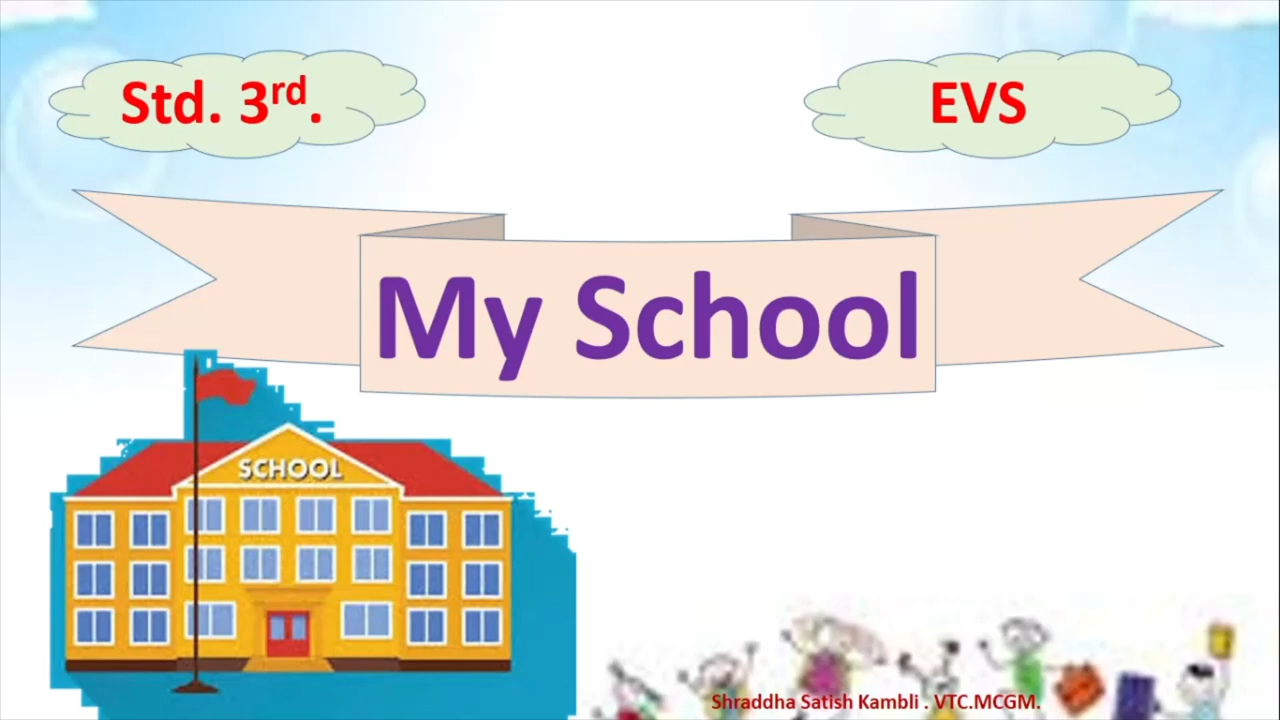 Std. 3rd.
EVS
My School
SCHOOL
Shraddha Satish Kambli . VTC.MCGM.